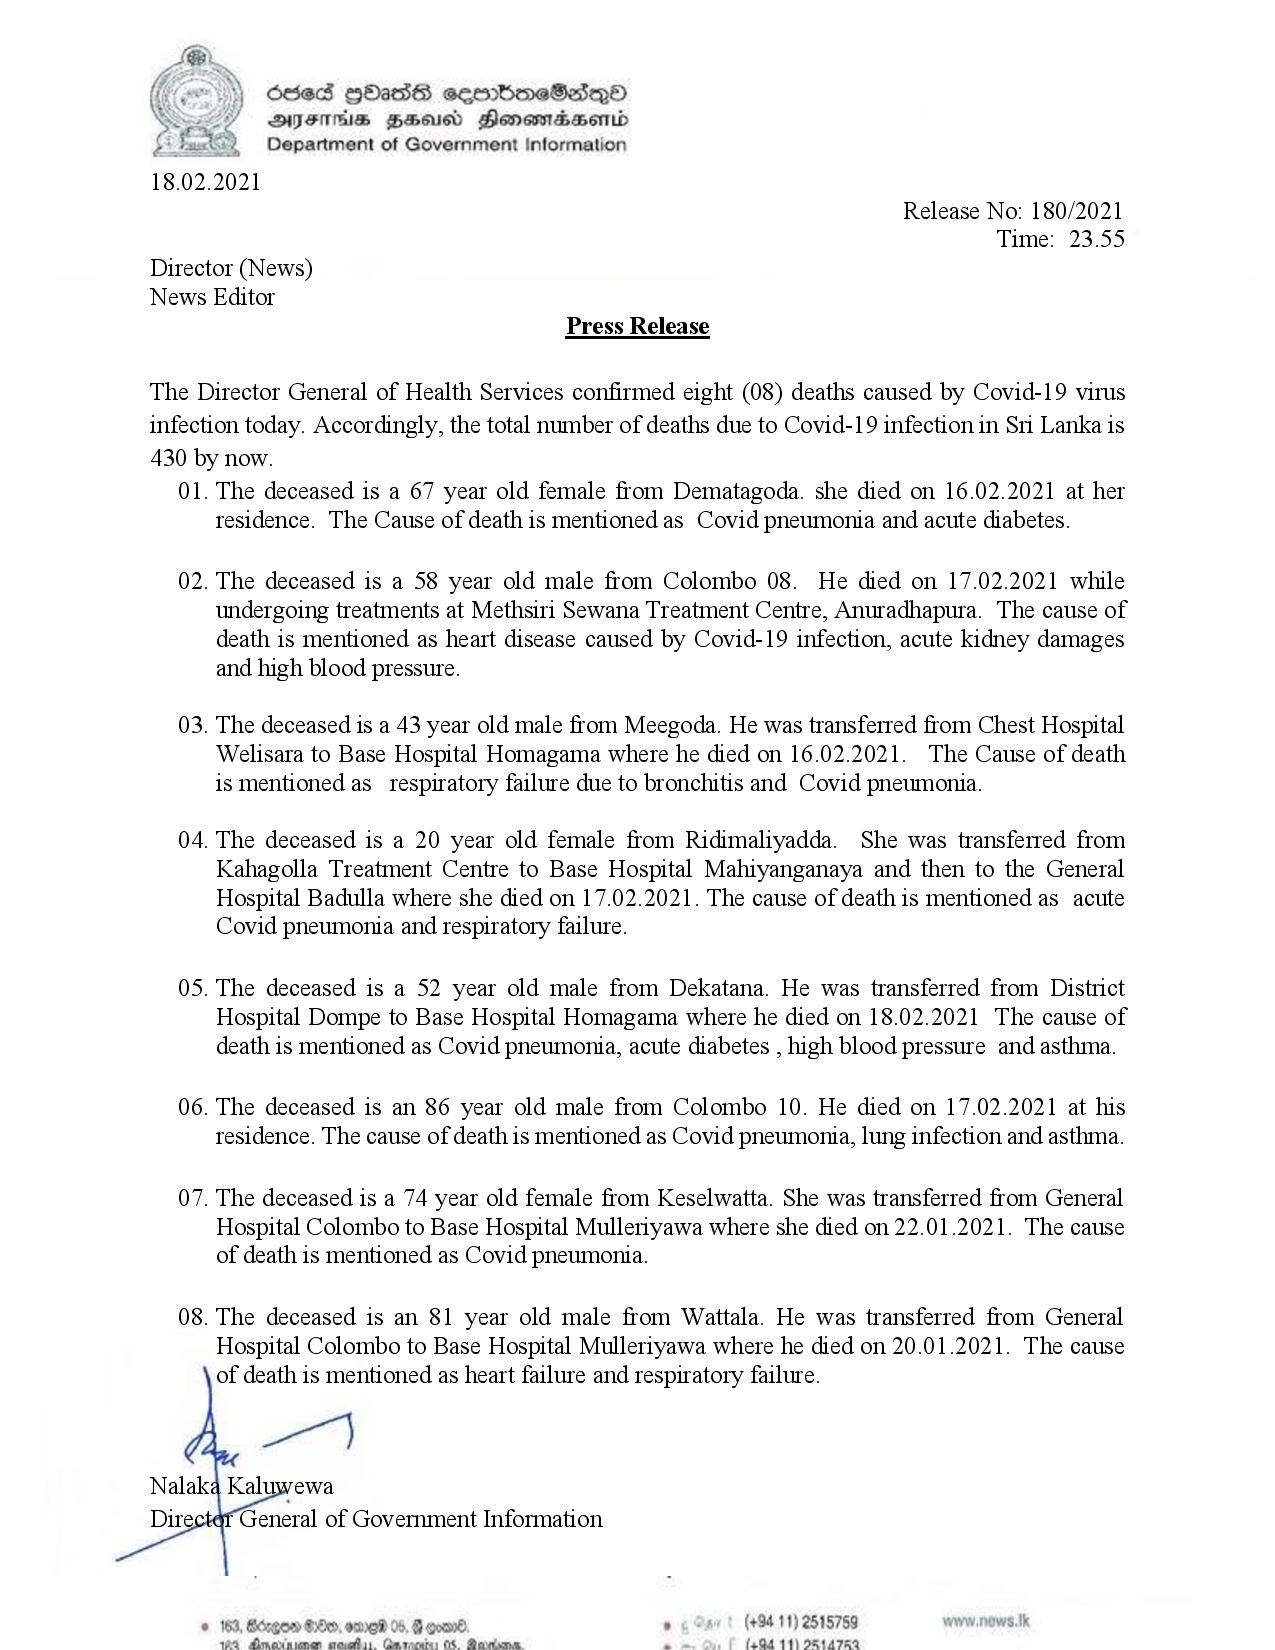 රජයේ ප්‍රවෘත්ති දෙපාර්තමේන්තුව
அரசாங்க தகவல் திணைக்களம்
Department of Government Information
18.02.2021
Release No: 180/2021
Time: 23.55
Director (News)
News Editor
Press Release
The Director General of Health Services confirmed eight (08) deaths caused by Covid-19 virus
infection today. Accordingly, the total number of deaths due to Covid-19 infection in Sri Lanka is
430 by now.
01. The deceased is a 67 year old female from Dematagoda. she died on 16.02.2021 at her
residence. The Cause of death is mentioned as Covid pneumonia and acute diabetes.
02. The deceased is a 58 year old male from Colombo 08. He died on 17.02.2021 while
undergoing treatments at Methsiri Sewana Treatment Centre, Anuradhapura. The cause of
death is mentioned as heart disease caused by Covid-19 infection, acute kidney damages
and high blood pressure.
03. The deceased is a 43 year old male from Meegoda. He was transferred from Chest Hospital
Welisara to Base Hospital Homagama where he died on 16.02.2021. The Cause of death
is mentioned as respiratory failure due to bronchitis and Covid pneumonia.
04. The deceased is a 20 year old female from Ridimaliyadda. She was transferred from
Kahagolla Treatment Centre to Base Hospital Mahiyanganaya and then to the General
Hospital Badulla where she died on 17.02.2021. The cause of death is mentioned as acute
Covid pneumonia and respiratory failure.
05. The deceased is a 52 year old male from Dekatana. He was transferred from District
Hospital Dompe to Base Hospital Homagama where he died on 18.02.2021 The cause of
death is mentioned as Covid pneumonia, acute diabetes , high blood pressure and asthma.
06. The deceased is an 86 year old male from Colombo 10. He died on 17.02.2021 at his
residence. The cause of death is mentioned as Covid pneumonia, lung infection and asthma.
07. The deceased is a 74 year old female from Keselwatta. She was transferred from General
Hospital Colombo to Base Hospital Mulleriyawa where she died on 22.01.2021. The cause
of death is mentioned as Covid pneumonia.
08. The deceased is an 81 year old male from Wattala. He was transferred from General
Hospital Colombo to Base Hospital Mulleriyawa where he died on 20.01.2021. The cause
of death is mentioned as heart failure and respiratory failure.
Nalaka Kaluwewa
Director General of Government Information
163, කිරුළපන මාවත, කොළඹ 05, ශ්‍රී ලංකාව. (+94 11) 2515759 www.news.lk
163, கொழும்பு 05, இலங்கை. (+94 11) 2514753